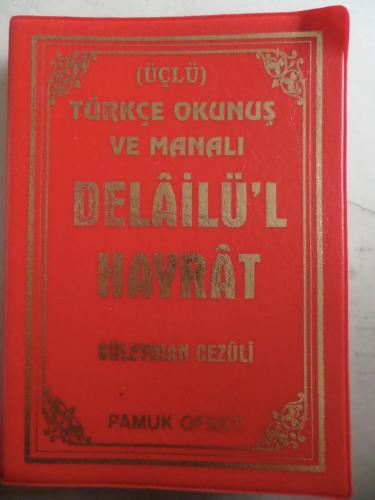 (ÜÇLÜ)
TÜRKÇE OKUNUŞ
VE MANALI
DELÂİLÜ'L
HAYRÂT
SÜLEYMAN CEZÛLÎ
PAMUK OFSET